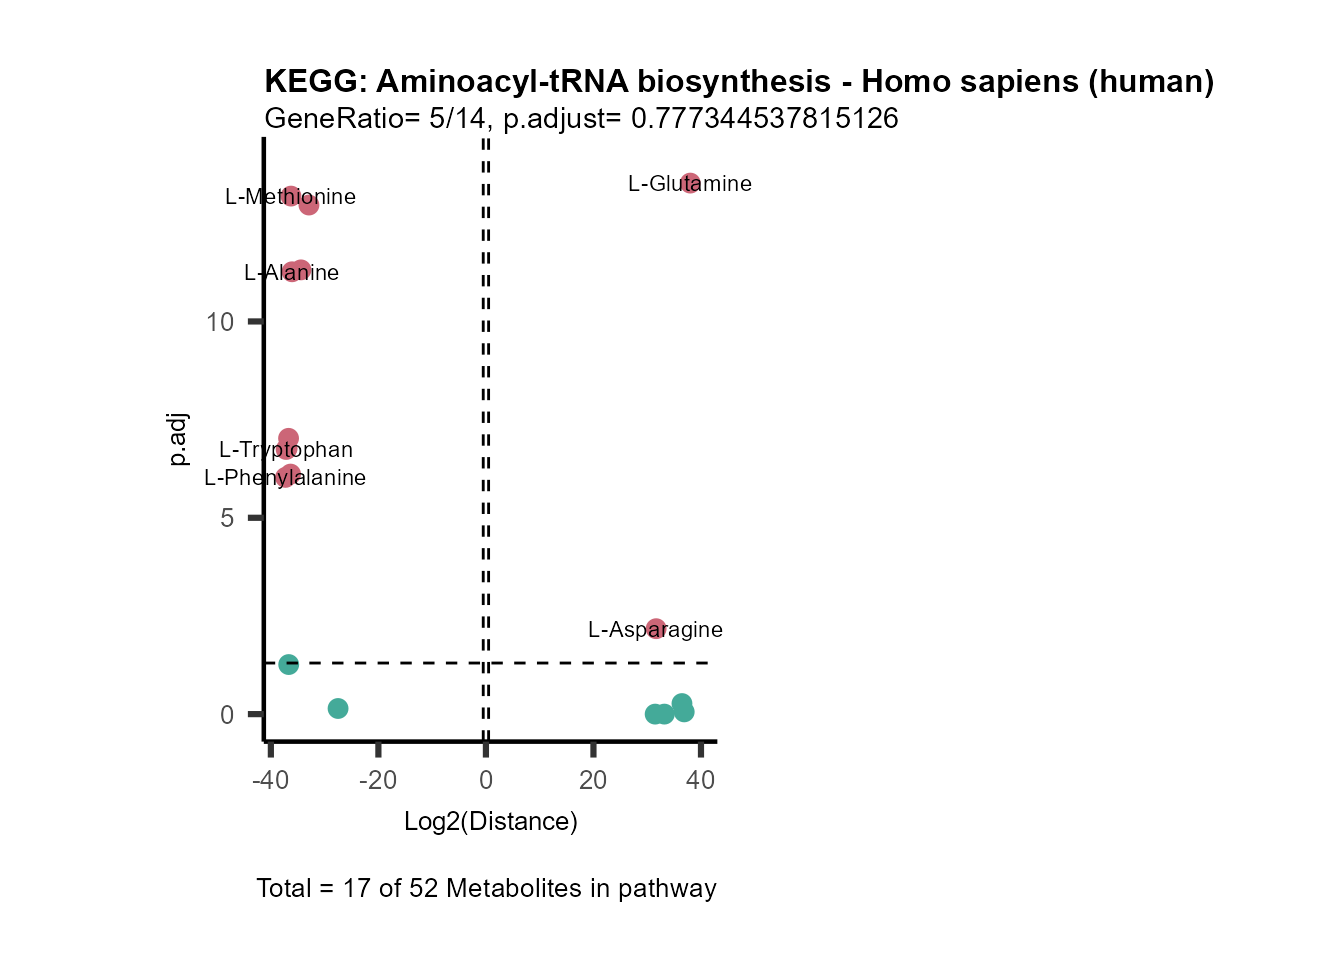 KEGG: Aminoacyl-tRNA biosynthesis - Homo sapiens (human)
GeneRatio= 5/14, p.adjust= 0.777344537815126
L-Glutamine
L-Methionine
L-Alanine
10
p.adj
L-Tryptophan
L-Phenylalanine
5
L-Asparagine
0
-40 -20 0 20 40
Log2(Distance)
Total = 17 of 52 Metabolites in pathway